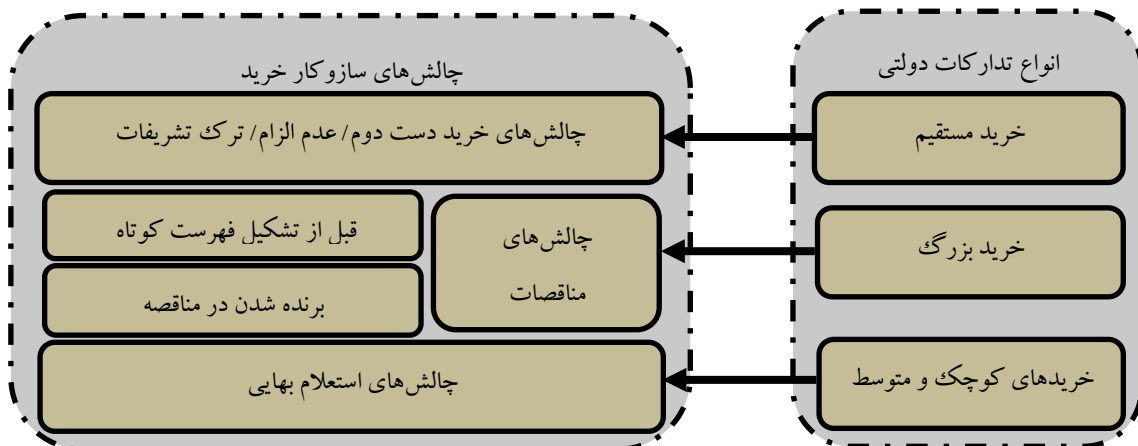 انواع تدارکات دولتی
خرید مستقیم
خرید بزرگ
خریدهای کوچک و متوسط
چالش‌های سازوکار خرید
چالش‌های خرید دست دوم/ عدم الزام/ ترک تشریفات
چالش‌های
مناقصات
قبل از تشکیل فهرست کوتاه
برنده شدن در مناقصه
چالش‌های استعلام بهایی